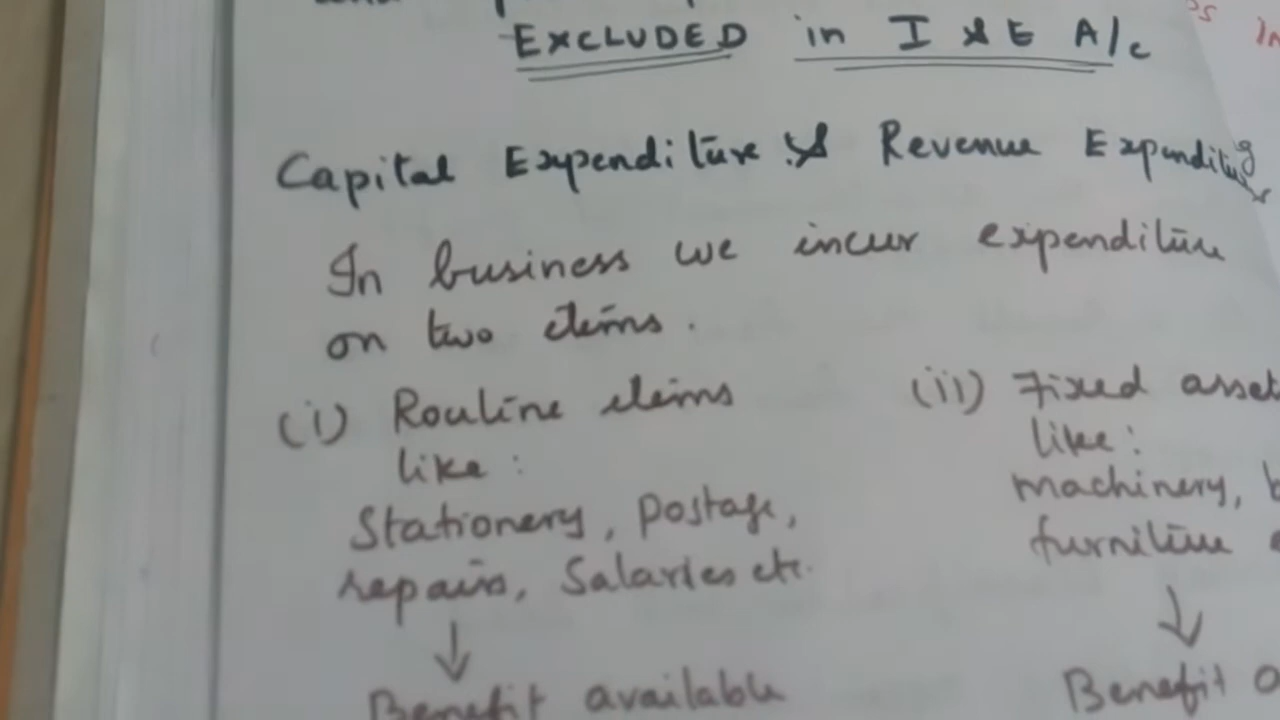 EXCLUDED in I & E A/c
Capital Expenditure & Revenue Expenditure
In business we incur expenditure
on two items.
(i) Routine items
like :
Stationery, postage,
repairs, Salaries etc.
↓
Benefit available
(ii) Fixed asset
like :
machinery, b
furniture
↓
Benefit